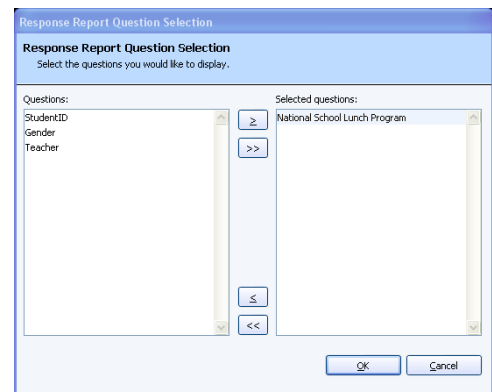 Response Report Question Selection
Response Report Question Selection
Select the questions you would like to display.
Questions:
StudentID
Gender
Teacher
≥
>>
≤
<<
Selected questions:
National School Lunch Program
OK
Cancel